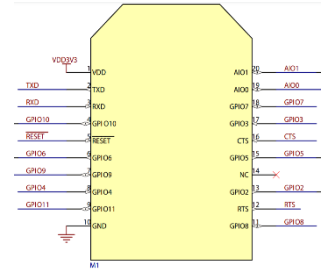 VDD3V3
1 VDD AIO1 20 AIO1
TXD 2 TXD AIO0 19 AIO0
RXD 3 RXD GPIO7 18 GPIO7
GPIO10 4 GPIO10 GPIO3 17 GPIO3
RESET 5 RESET CTS 16 CTS
GPIO6 6 GPIO6 GPIO5 15 GPIO5
GPIO9 7 GPIO9 NC 14
GPIO4 8 GPIO4 GPIO2 13 GPIO2
GPIO11 9 GPIO11 RTS 12 RTS
10 GND GPIO8 11 GPIO8
M1